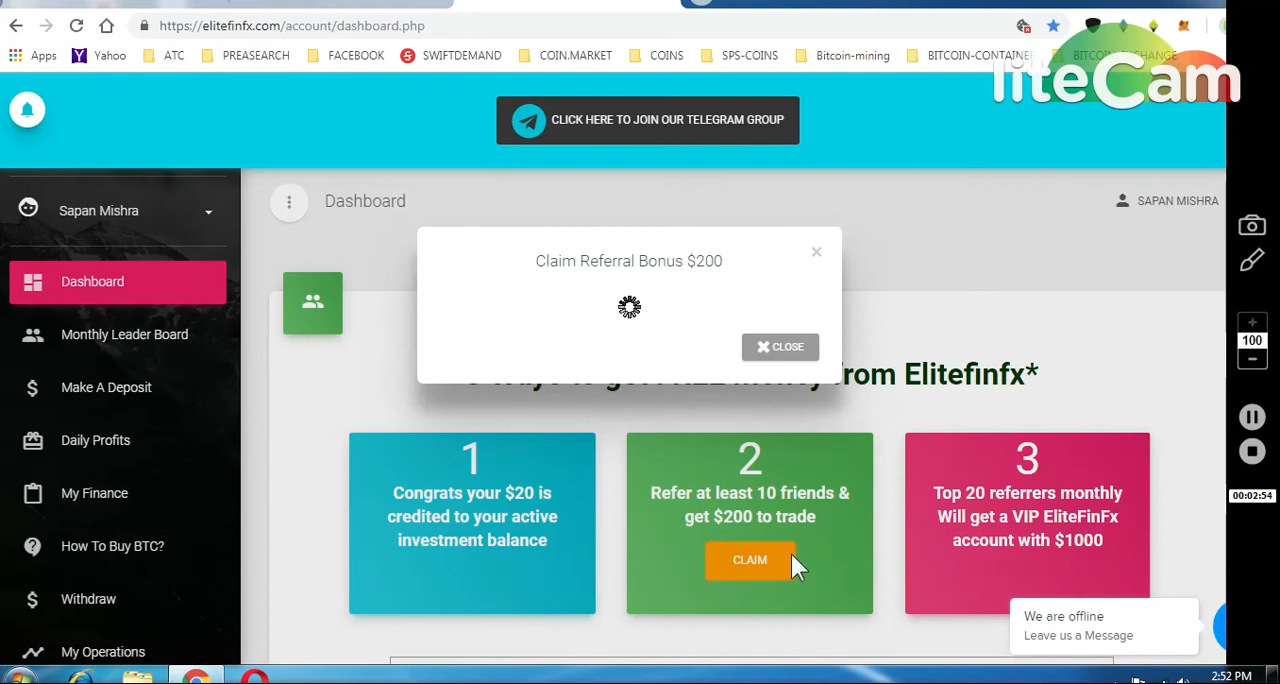 https://elitefinfx.com/account/dashboard.php
Apps
Yahoo
ATC
PREASEARCH
FACEBOOK
SWIFTDEMAND
COIN.MARKET
COINS
SPS-COINS
Bitcoin-mining
BITCOIN-CONTAINE
liteCam
CLICK HERE TO JOIN OUR TELEGRAM GROUP
Sapan Mishra
Dashboard
SAPAN MISHRA
Claim Referral Bonus $200
×
CLOSE
Dashboard
Monthly Leader Board
Make A Deposit
Daily Profits
My Finance
How To Buy BTC?
Withdraw
My Operations
from Elitefinfx*
1
Congrats your $20 is
credited to your active
investment balance
2
Refer at least 10 friends &
get $200 to trade
CLAIM
3
Top 20 referrers monthly
Will get a VIP EliteFinFx
account with $1000
We are offline
Leave us a Message
100
00:02:54
2:52 PM